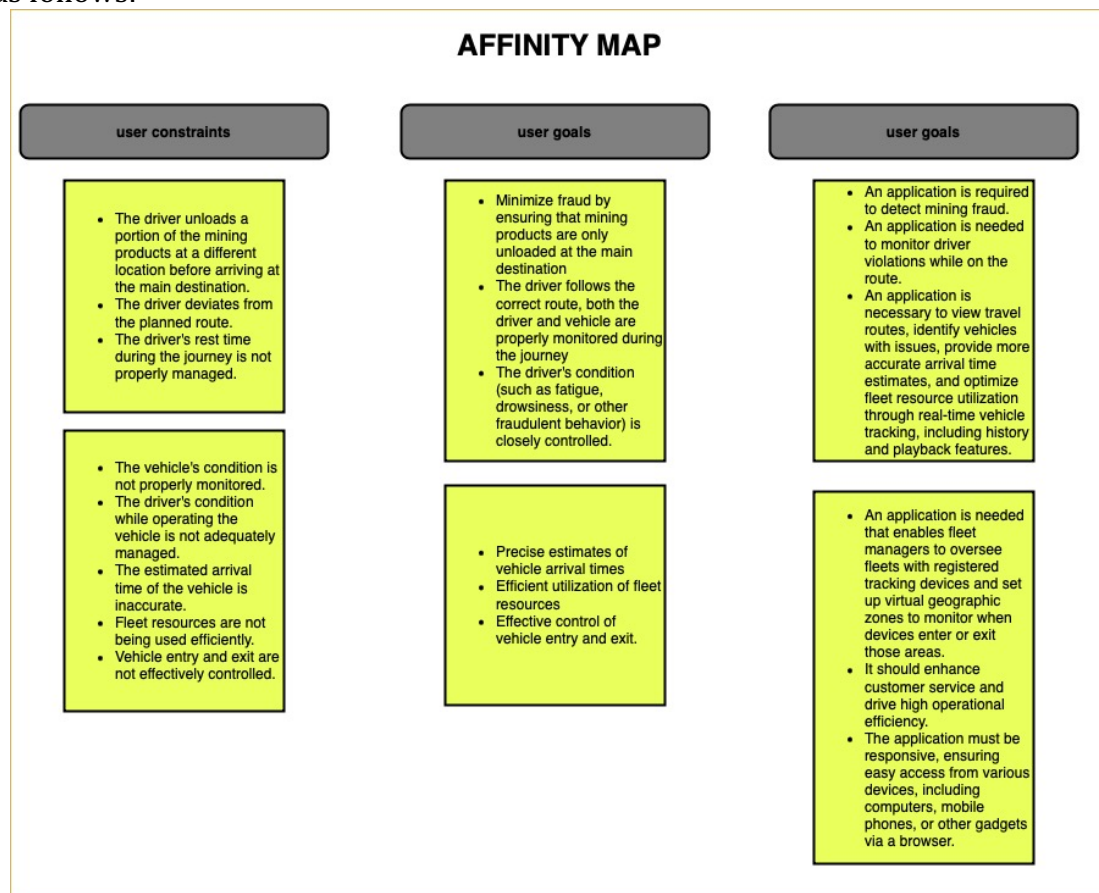 as follows:
AFFINITY MAP
user constraints
• The driver unloads a
portion of the mining
products at a different
location before arriving at
the main destination.
• The driver deviates from
the planned route.
• The driver's rest time
during the journey is not
properly managed.
• The vehicle's condition is
not properly monitored.
• The driver's condition
while operating the
vehicle is not adequately
managed.
• The estimated arrival
time of the vehicle is
inaccurate.
• Fleet resources are not
being used efficiently.
• Vehicle entry and exit are
not effectively controlled.
user goals
• Minimize fraud by
ensuring that mining
products are only
unloaded at the main
destination
• The driver follows the
correct route, both the
driver and vehicle are
properly monitored during
the journey
• The driver's condition
(such as fatigue,
drowsiness, or other
fraudulent behavior) is
closely controlled.
• Precise estimates of
vehicle arrival times
• Efficient utilization of fleet
resources
• Effective control of
vehicle entry and exit.
user goals
• An application is required
to detect mining fraud.
• An application is needed
to monitor driver
violations while on the
route.
• An application is
necessary to view travel
routes, identify vehicles
with issues, provide more
accurate arrival time
estimates, and optimize
fleet resource utilization
through real-time vehicle
tracking, including history
and playback features.
• An application is needed
that enables fleet
managers to oversee
fleets with registered
tracking devices and set
up virtual geographic
zones to monitor when
devices enter or exit
those areas.
• It should enhance
customer service and
drive high operational
efficiency.
• The application must be
responsive, ensuring
easy access from various
devices, including
computers, mobile
phones, or other gadgets
via a browser.